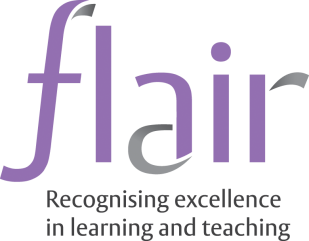 flair
Recognising excellence
in learning and teaching